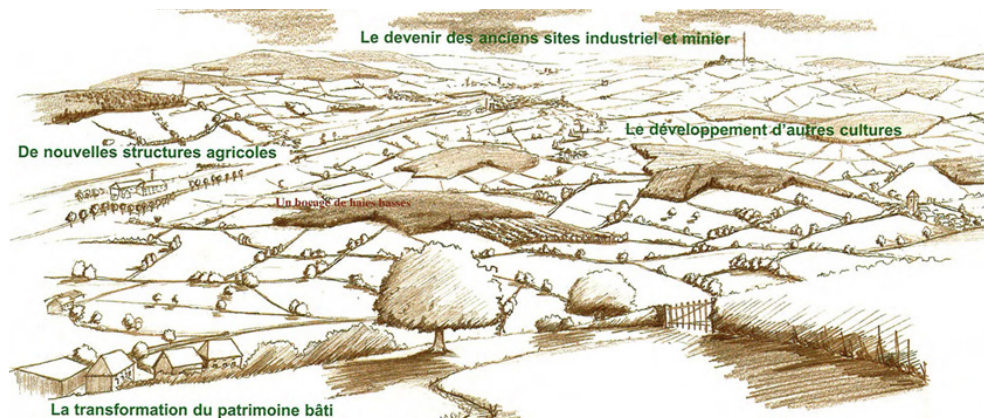 Le devenir des anciens sites industriel et minier
Le développement d'autres cultures
De nouvelles structures agricoles
Un bocage de haies basses
La transformation du patrimoine bâti